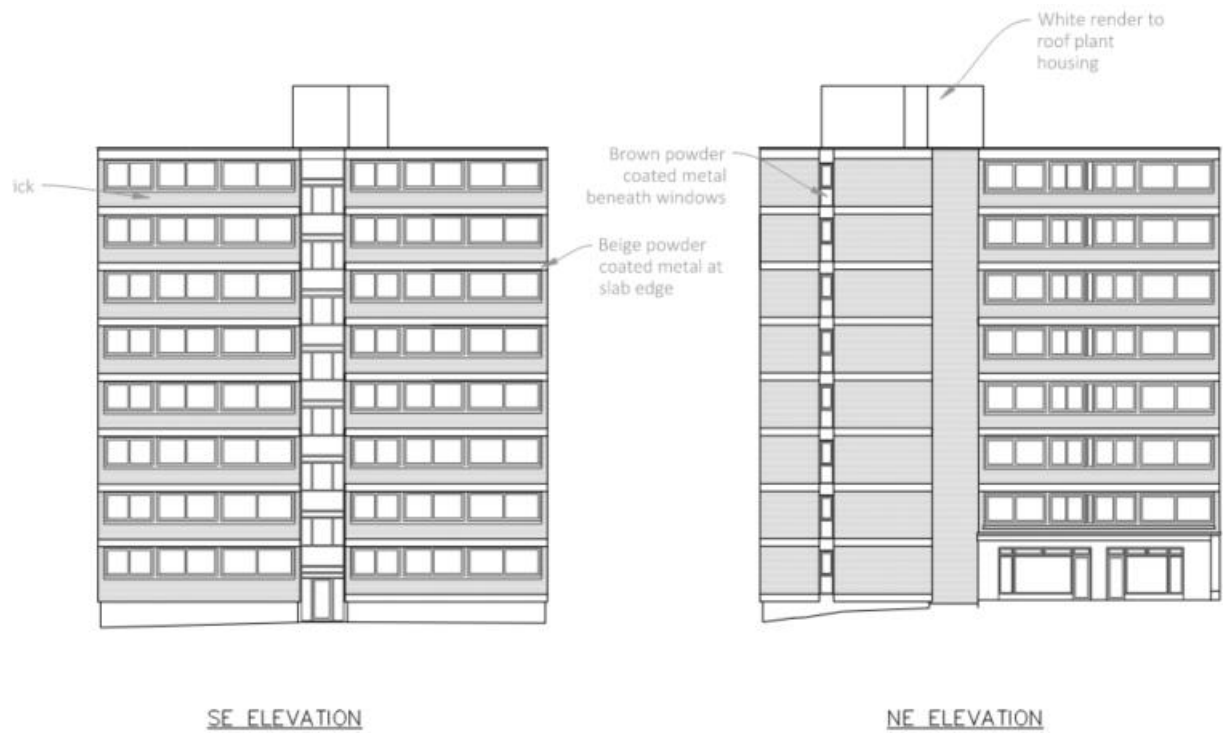 White render to
roof plant
housing
Brown powder
coated metal
beneath windows
ick
Beige powder
coated metal at
slab edge
SE ELEVATION
NE ELEVATION